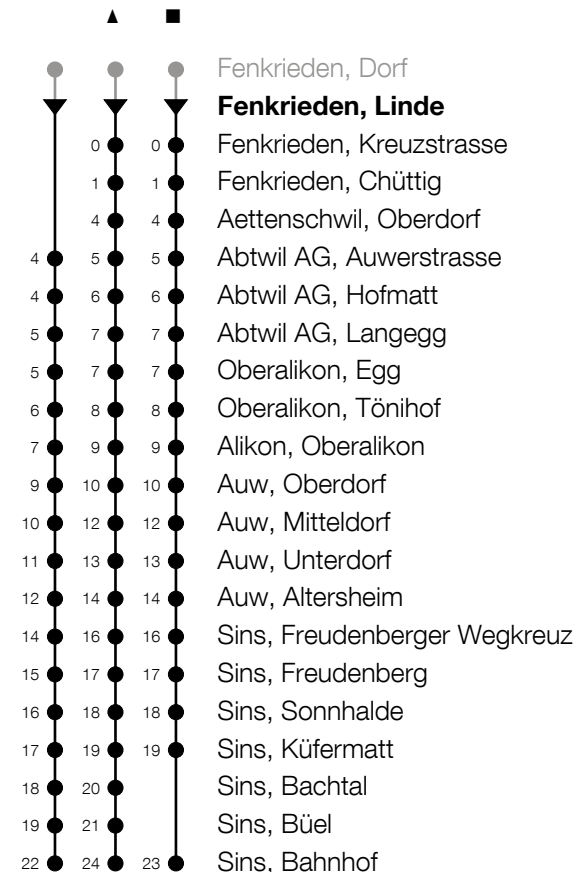 ▲ ■
Fenkrieden, Dorf
Fenkrieden, Linde
0 0 Fenkrieden, Kreuzstrasse
1 1 Fenkrieden, Chüttig
4 4 Aettenschwil, Oberdorf
4 5 5 Abtwil AG, Auwerstrasse
4 6 6 Abtwil AG, Hofmatt
5 7 7 Abtwil AG, Langegg
5 7 7 Oberalikon, Egg
6 8 8 Oberalikon, Tönihof
7 9 9 Alikon, Oberalikon
9 10 10 Auw, Oberdorf
10 12 12 Auw, Mitteldorf
11 13 13 Auw, Unterdorf
12 14 14 Auw, Altersheim
14 16 16 Sins, Freudenberger Wegkreuz
15 17 17 Sins, Freudenberg
16 18 18 Sins, Sonnhalde
17 19 19 Sins, Küfermatt
18 20 Sins, Bachtal
19 21 Sins, Büel
22 24 23 Sins, Bahnhof